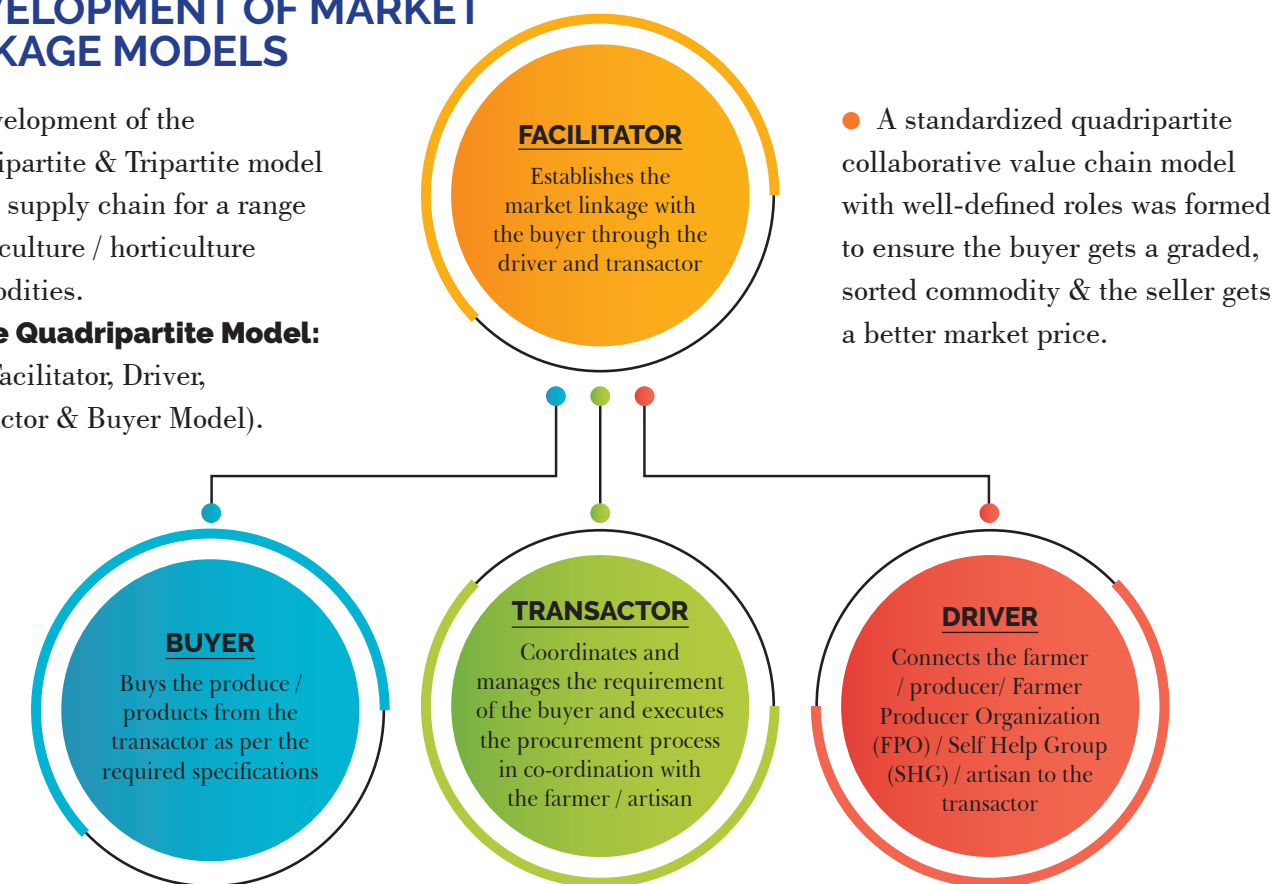 VELOPMENT OF MARKET
KAGE MODELS
velopment of the
ripartite & Tripartite model
supply chain for a range
culture / horticulture
odities.
e Quadripartite Model:
Facilitator, Driver,
ctor & Buyer Model).
FACILITATOR
Establishes the
market linkage with
the buyer through the
driver and transactor
● A standardized quadripartite
collaborative value chain model
with well-defined roles was formed
to ensure the buyer gets a graded,
sorted commodity & the seller gets
a better market price.
BUYER
Buys the produce /
products from the
transactor as per the
required specifications
TRANSACTOR
Coordinates and
manages the requirement
of the buyer and executes
the procurement process
in co-ordination with
the farmer / artisan
DRIVER
Connects the farmer
/ producer/ Farmer
Producer Organization
(FPO) / Self Help Group
(SHG) / artisan to the
transactor